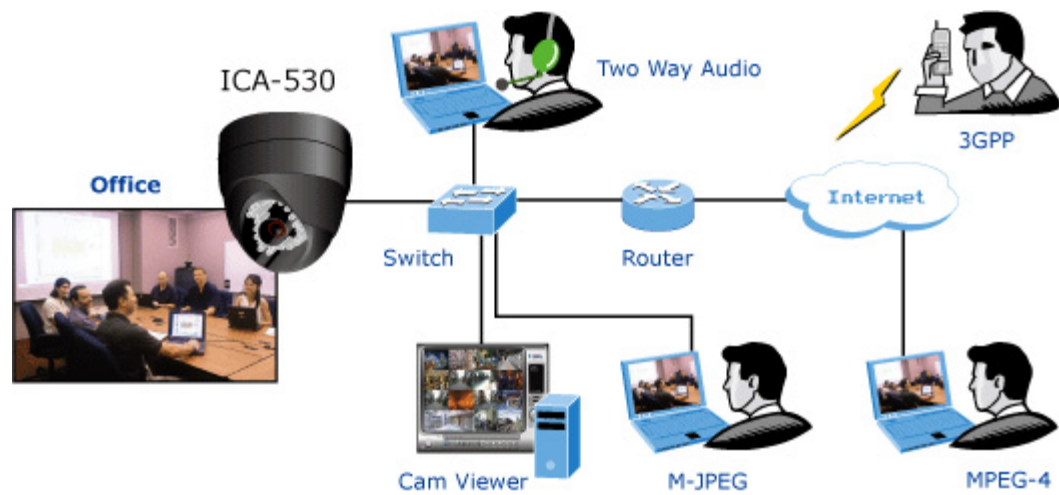 ICA-530
Two Way Audio
3GPP
Office
Internet
Switch
Router
Cam Viewer
M-JPEG
MPEG-4